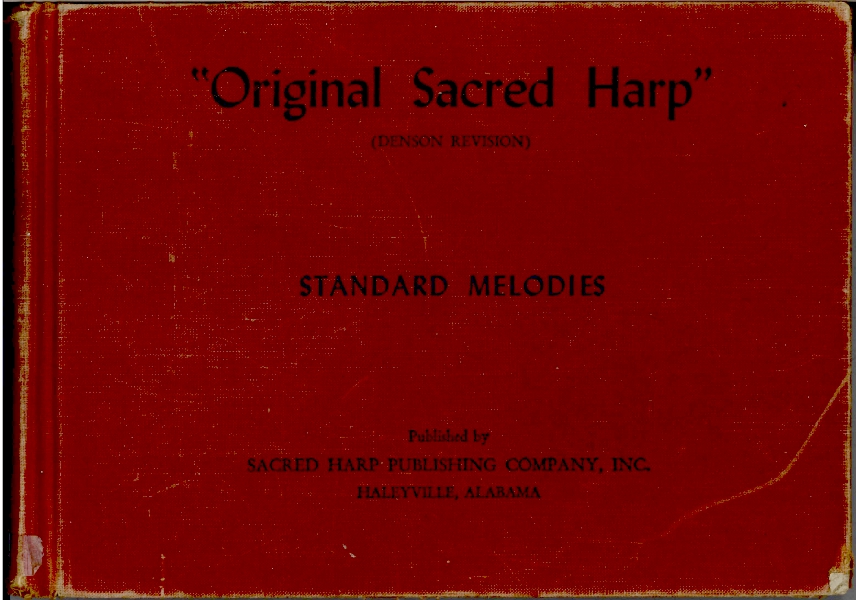 "Original Sacred Harp"
(DENSON REVISION)
STANDARD MELODIES
Published by
SACRED HARP PUBLISHING COMPANY, INC.
HALEYVILLE, ALABAMA